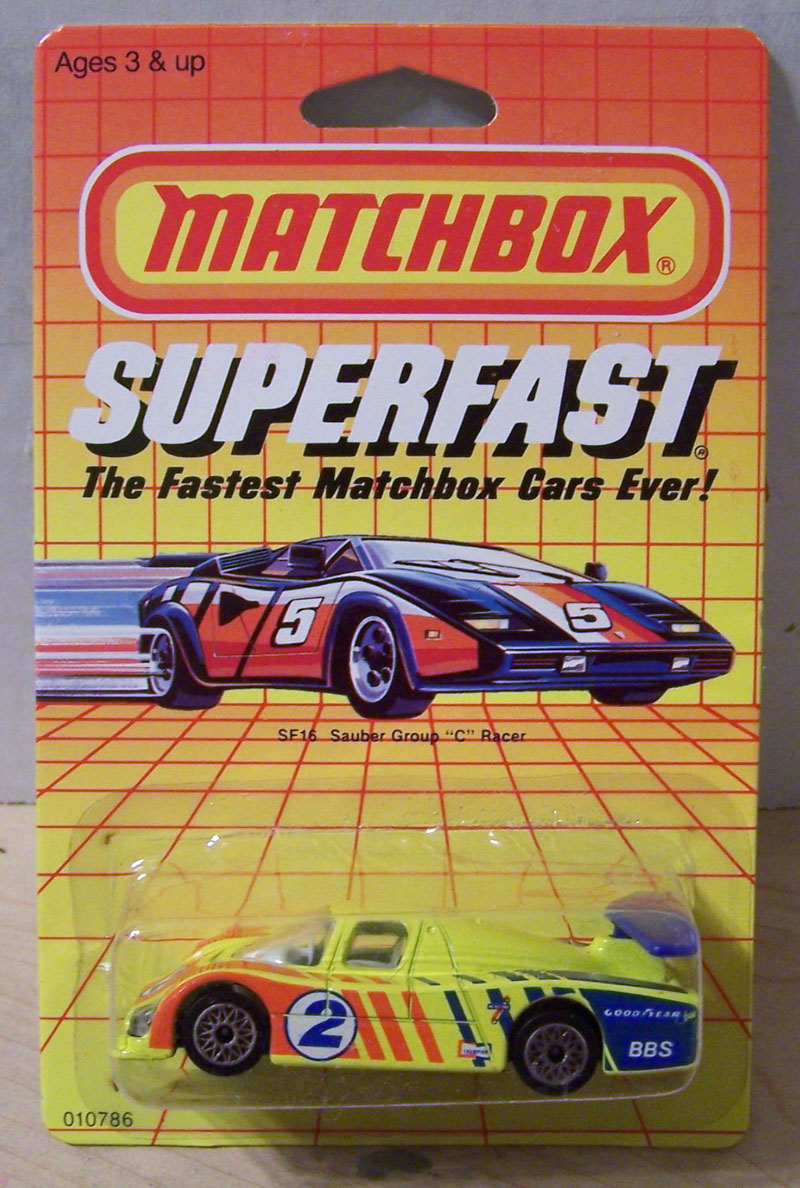 Ages 3 & up
MATCHBOX®
SUPERFAST®
The Fastest Matchbox Cars Ever!
5 5
SF16 Sauber Group "C" Racer
2
GOODYEAR
CHAMPION
BBS
010786